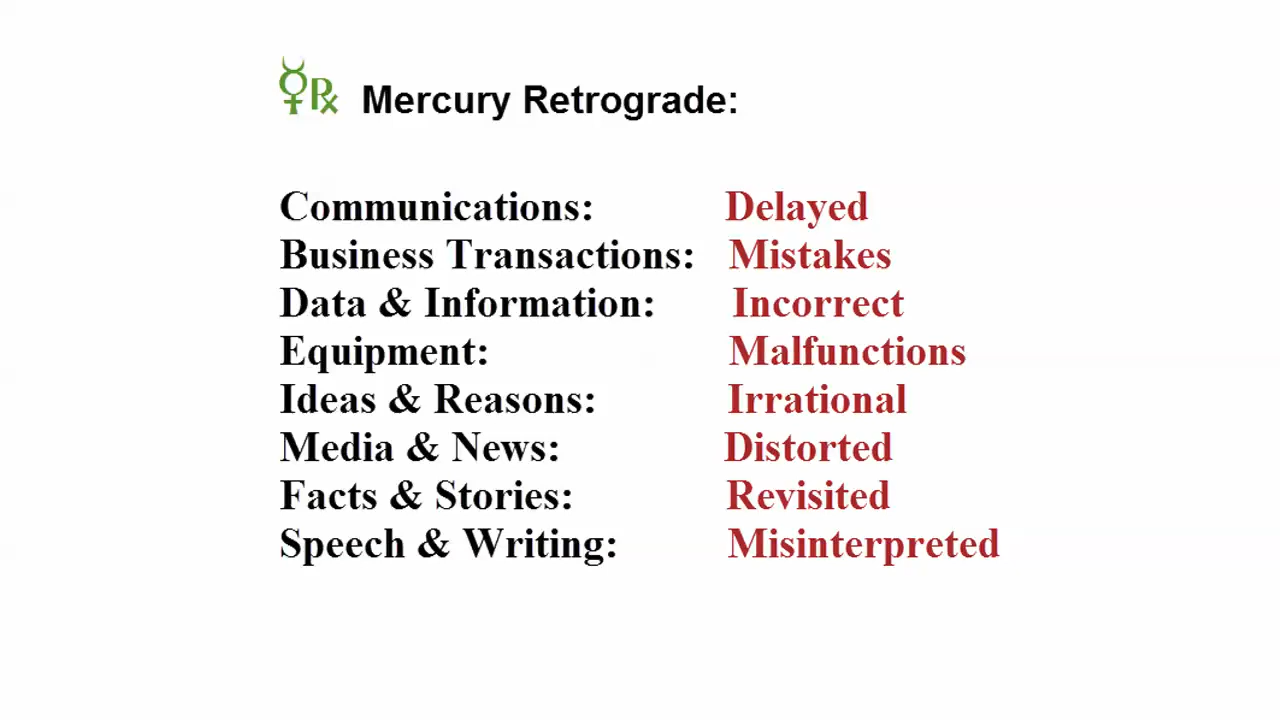 ☿℞ Mercury Retrograde:
Communications: Delayed
Business Transactions: Mistakes
Data & Information: Incorrect
Equipment: Malfunctions
Ideas & Reasons: Irrational
Media & News: Distorted
Facts & Stories: Revisited
Speech & Writing: Misinterpreted